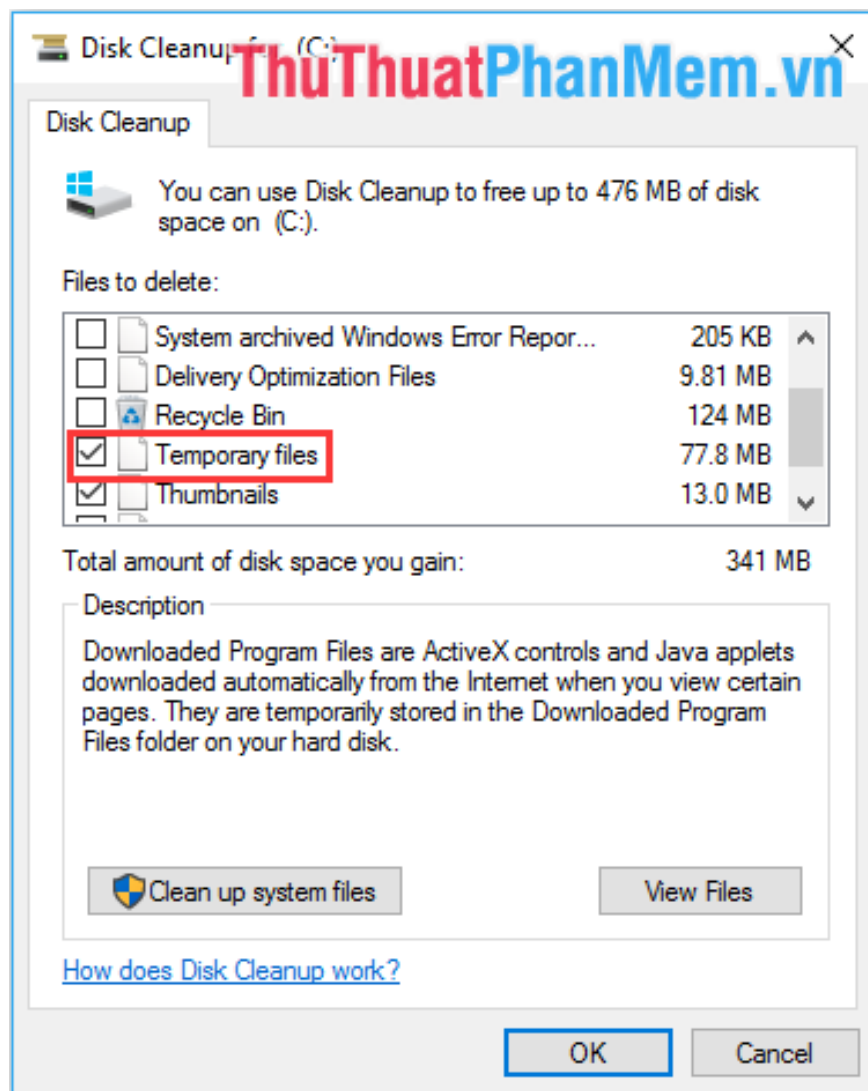 Disk Cleanup for (C:)
ThuThuatPhanMem.vn
Disk Cleanup
You can use Disk Cleanup to free up to 476 MB of disk
space on (C:).
Files to delete:
System archived Windows Error Repor... 205 KB
Delivery Optimization Files 9.81 MB
Recycle Bin 124 MB
Temporary files 77.8 MB
Thumbnails 13.0 MB
Total amount of disk space you gain: 341 MB
Description
Downloaded Program Files are ActiveX controls and Java applets
downloaded automatically from the Internet when you view certain
pages. They are temporarily stored in the Downloaded Program
Files folder on your hard disk.
Clean up system files View Files
How does Disk Cleanup work?
OK Cancel